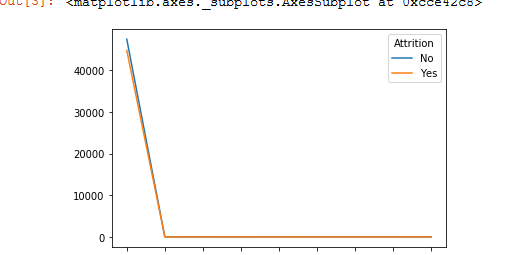 Out[3]: <matplotlib.axes._subplots.AxesSubplot at 0xcce42c8>
Attrition
No
Yes
40000
30000
20000
10000
0